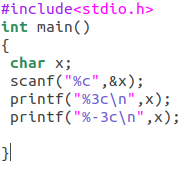 #include<stdio.h>
int main()
{
 char x;
 scanf("%c",&x);
 printf("%3c\n",x);
 printf("%-3c\n",x);
}